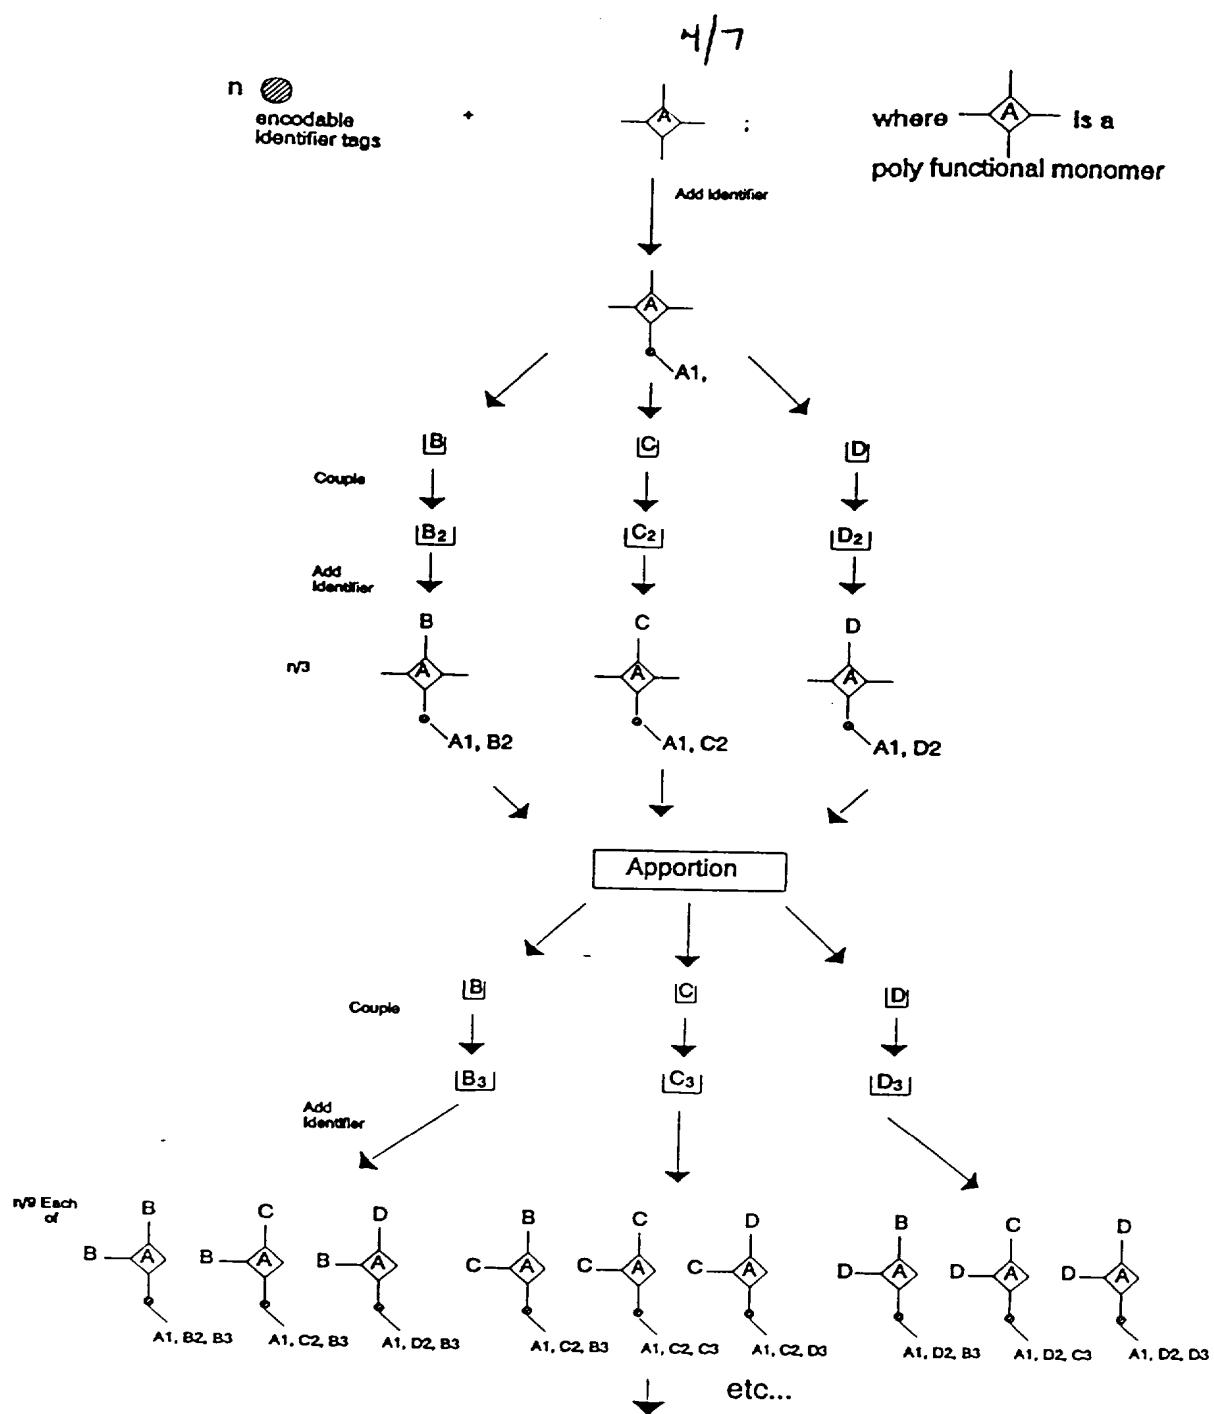 4/7
n
encodable
identifier tags
+
A
;
where A is a
poly functional monomer
Add Identifier
A
A1,
B C D
Couple
B2 C2 D2
Add
Identifier
B C D
n/3
A A A
A1, B2 A1, C2 A1, D2
Apportion
B C D
Couple
B3 C3 D3
Add
Identifier
n/9 Each
of
B C D B C D B C D
B A B A B A C A C A C A D A D A D A
A1, B2, B3 A1, C2, B3 A1, D2, B3 A1, C2, B3 A1, C2, C3 A1, C2, D3 A1, D2, B3 A1, D2, C3 A1, D2, D3
etc...